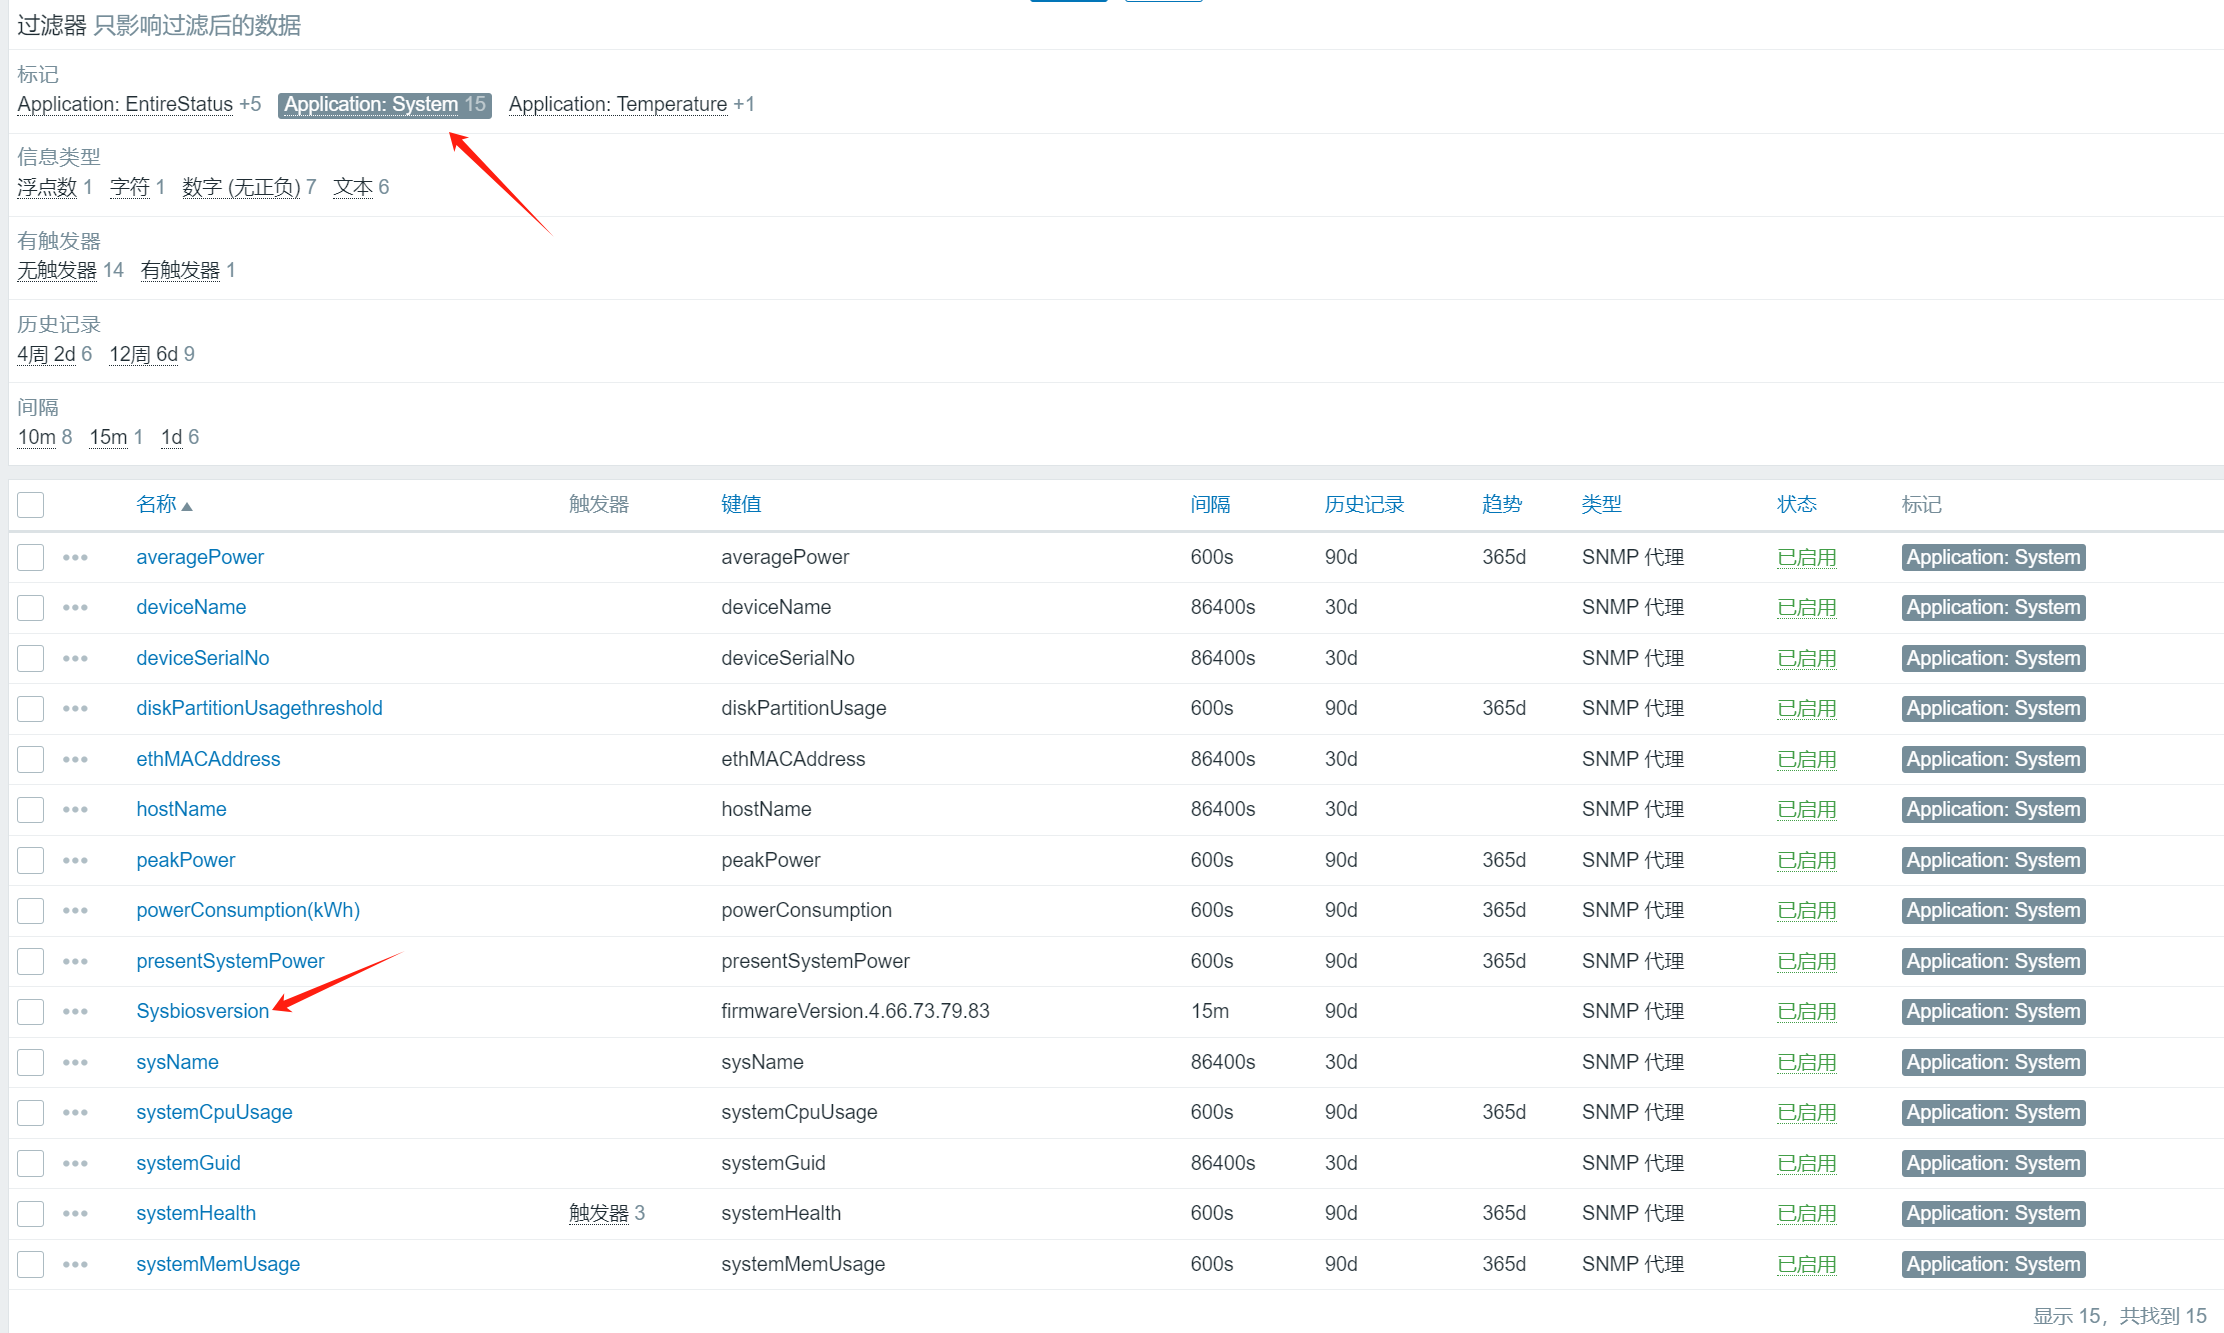 过滤器 只影响过滤后的数据
标记
Application: EntireStatus +5 Application: System 15 Application: Temperature +1
信息类型
浮点数 1 字符 1 数字 (无正负) 7 文本 6
有触发器
无触发器 14 有触发器 1
历史记录
4周 2d 6 12周 6d 9
间隔
10m 8 15m 1 1d 6
名称 触发器 键值 间隔 历史记录 趋势 类型 状态 标记
averagePower averagePower 600s 90d 365d SNMP 代理 已启用 Application: System
deviceName deviceName 86400s 30d SNMP 代理 已启用 Application: System
deviceSerialNo deviceSerialNo 86400s 30d SNMP 代理 已启用 Application: System
diskPartitionUsagethreshold diskPartitionUsage 600s 90d 365d SNMP 代理 已启用 Application: System
ethMACAddress ethMACAddress 86400s 30d SNMP 代理 已启用 Application: System
hostName hostName 86400s 30d SNMP 代理 已启用 Application: System
peakPower peakPower 600s 90d 365d SNMP 代理 已启用 Application: System
powerConsumption(kWh) powerConsumption 600s 90d 365d SNMP 代理 已启用 Application: System
presentSystemPower presentSystemPower 600s 90d 365d SNMP 代理 已启用 Application: System
Sysbiosversion firmwareVersion.4.66.73.79.83 15m 90d SNMP 代理 已启用 Application: System
sysName sysName 86400s 30d SNMP 代理 已启用 Application: System
systemCpuUsage systemCpuUsage 600s 90d 365d SNMP 代理 已启用 Application: System
systemGuid systemGuid 86400s 30d SNMP 代理 已启用 Application: System
systemHealth 触发器 3 systemHealth 600s 90d 365d SNMP 代理 已启用 Application: System
systemMemUsage systemMemUsage 600s 90d 365d SNMP 代理 已启用 Application: System
显示 15，共找到 15